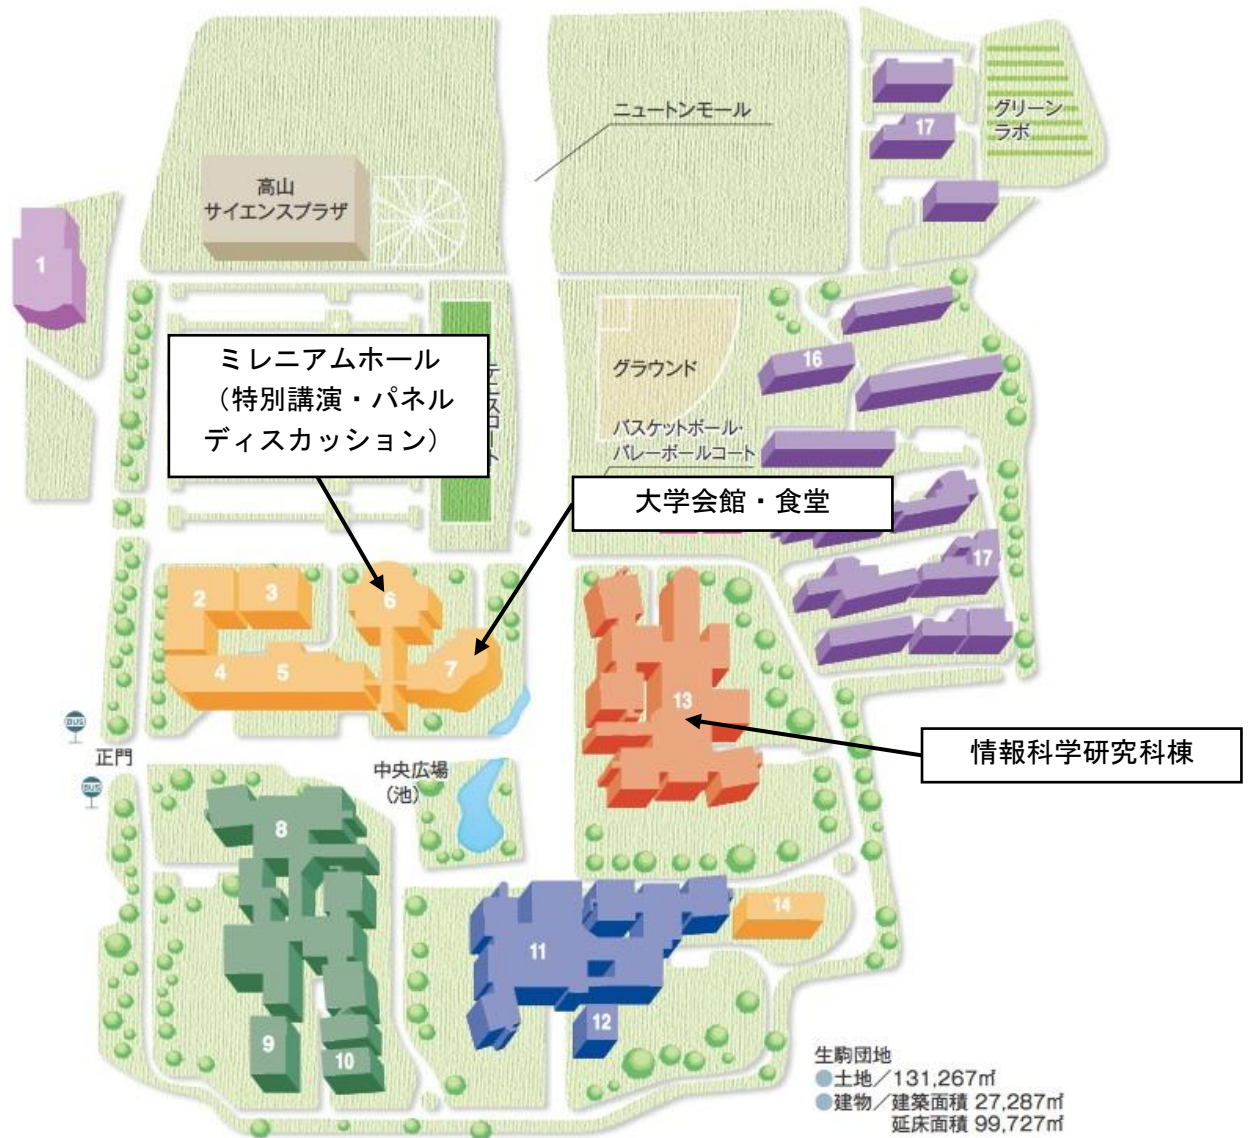 ニュートンモール
グリーン
ラボ
17
高山
サイエンスプラザ
1
ミレニアムホール
（特別講演・パネル
ディスカッション）
グラウンド
16
バスケットボール・
バレーボールコート
大学会館・食堂
17
2
3
6
4
5
7
13
BUS
正門
BUS
中央広場
（池）
情報科学研究科棟
8
14
11
12
9
10
生駒団地
●土地／131,267㎡
●建物／建築面積 27,287㎡
延床面積 99,727㎡